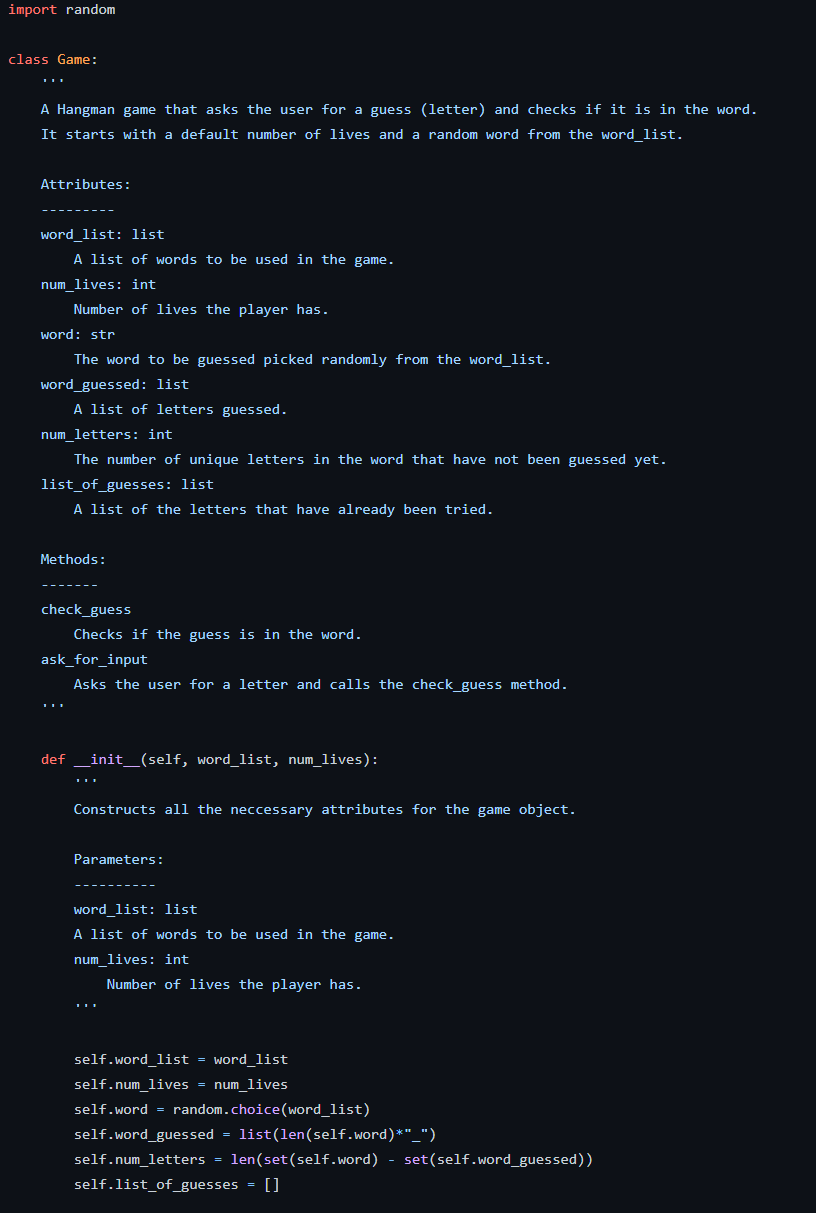 import random
class Game:
'''
A Hangman game that asks the user for a guess (letter) and checks if it is in the word.
It starts with a default number of lives and a random word from the word_list.
Attributes:
---------
word_list: list
A list of words to be used in the game.
num_lives: int
Number of lives the player has.
word: str
The word to be guessed picked randomly from the word_list.
word_guessed: list
A list of letters guessed.
num_letters: int
The number of unique letters in the word that have not been guessed yet.
list_of_guesses: list
A list of the letters that have already been tried.
Methods:
-------
check_guess
Checks if the guess is in the word.
ask_for_input
Asks the user for a letter and calls the check_guess method.
'''
def __init__(self, word_list, num_lives):
'''
Constructs all the neccessary attributes for the game object.
Parameters:
----------
word_list: list
A list of words to be used in the game.
num_lives: int
Number of lives the player has.
'''
self.word_list = word_list
self.num_lives = num_lives
self.word = random.choice(word_list)
self.word_guessed = list(len(self.word)*"_")
self.num_letters = len(set(self.word) - set(self.word_guessed))
self.list_of_guesses = []